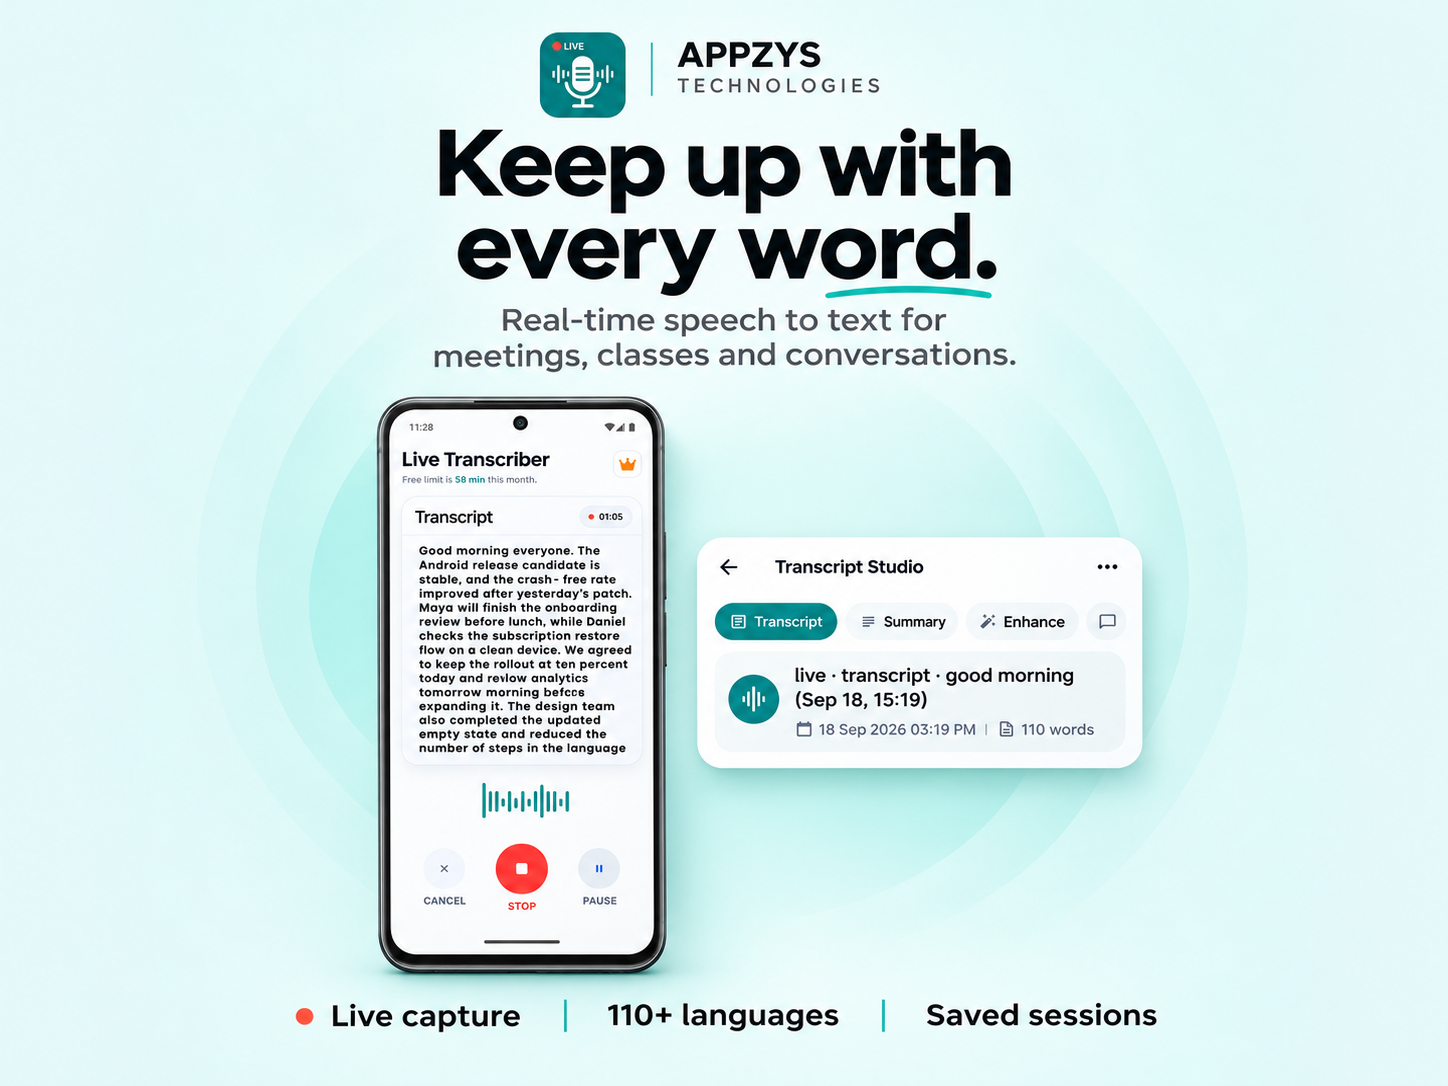 LIVE
APPZYS
TECHNOLOGIES
Keep up with
every word.
Real-time speech to text for
meetings, classes and conversations.
11:28
Live Transcriber
Free limit is 58 min this month.
Transcript
01:05
Good morning everyone. The
Android release candidate is
stable, and the crash- free rate
improved after yesterday's patch.
Maya will finish the onboarding
review before lunch, while Daniel
checks the subscription restore
flow on a clean device. We agreed
to keep the rollout at ten percent
today and revlow analytics
tomorrow morning
expanding it. The design team
also completed the updated
empty state and reduced the
number of steps in the language
CANCEL
STOP
PAUSE
Transcript Studio
Transcript
Summary
Enhance
live · transcript · good morning
(Sep 18, 15:19)
18 Sep 2026 03:19 PM
110 words
Live capture
110+ languages
Saved sessions